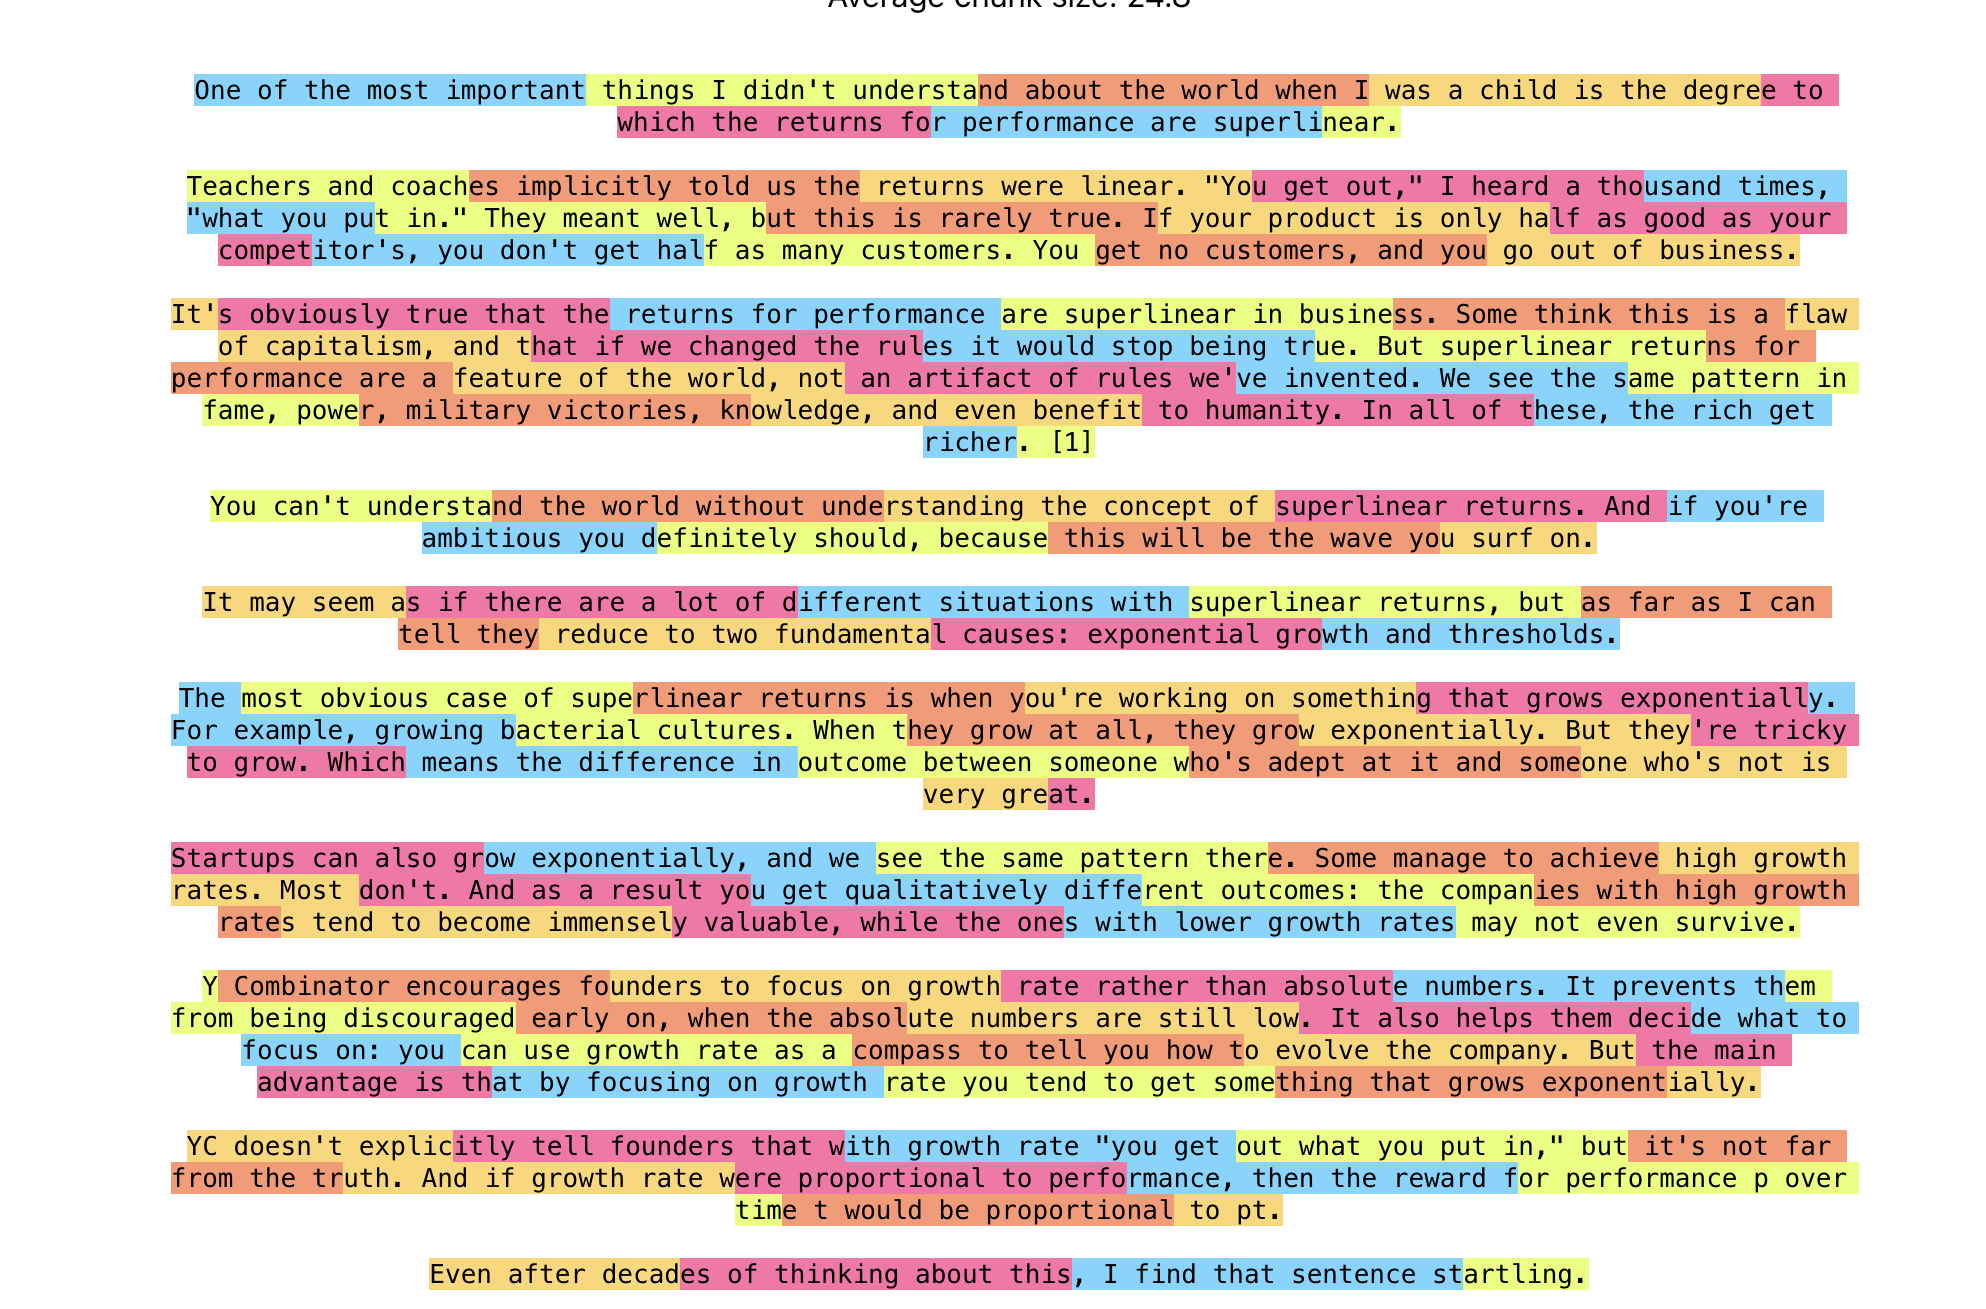 Average chunk size: 24.8
One of the most important things I didn't understand about the world when I was a child is the degree to
which the returns for performance are superlinear.
Teachers and coaches implicitly told us the returns were linear. "You get out," I heard a thousand times,
"what you put in." They meant well, but this is rarely true. If your product is only half as good as your
competitor's, you don't get half as many customers. You get no customers, and you go out of business.
It's obviously true that the returns for performance are superlinear in business. Some think this is a flaw
of capitalism, and that if we changed the rules it would stop being true. But superlinear returns for
performance are a feature of the world, not an artifact of rules we've invented. We see the same pattern in
fame, power, military victories, knowledge, and even benefit to humanity. In all of these, the rich get
richer. [1]
You can't understand the world without understanding the concept of superlinear returns. And if you're
ambitious you definitely should, because this will be the wave you surf on.
It may seem as if there are a lot of different situations with superlinear returns, but as far as I can
tell they reduce to two fundamental causes: exponential growth and thresholds.
The most obvious case of superlinear returns is when you're working on something that grows exponentially.
For example, growing bacterial cultures. When they grow at all, they grow exponentially. But they're tricky
to grow. Which means the difference in outcome between someone who's adept at it and someone who's not is
very great.
Startups can also grow exponentially, and we see the same pattern there. Some manage to achieve high growth
rates. Most don't. And as a result you get qualitatively different outcomes: the companies with high growth
rates tend to become immensely valuable, while the ones with lower growth rates may not even survive.
Y Combinator encourages founders to focus on growth rate rather than absolute numbers. It prevents them
from being discouraged early on, when the absolute numbers are still low. It also helps them decide what to
focus on: you can use growth rate as a compass to tell you how to evolve the company. But the main
advantage is that by focusing on growth rate you tend to get something that grows exponentially.
YC doesn't explicitly tell founders that with growth rate "you get out what you put in," but it's not far
from the truth. And if growth rate were proportional to performance, then the reward for performance p over
time t would be proportional to pt.
Even after decades of thinking about this, I find that sentence startling.